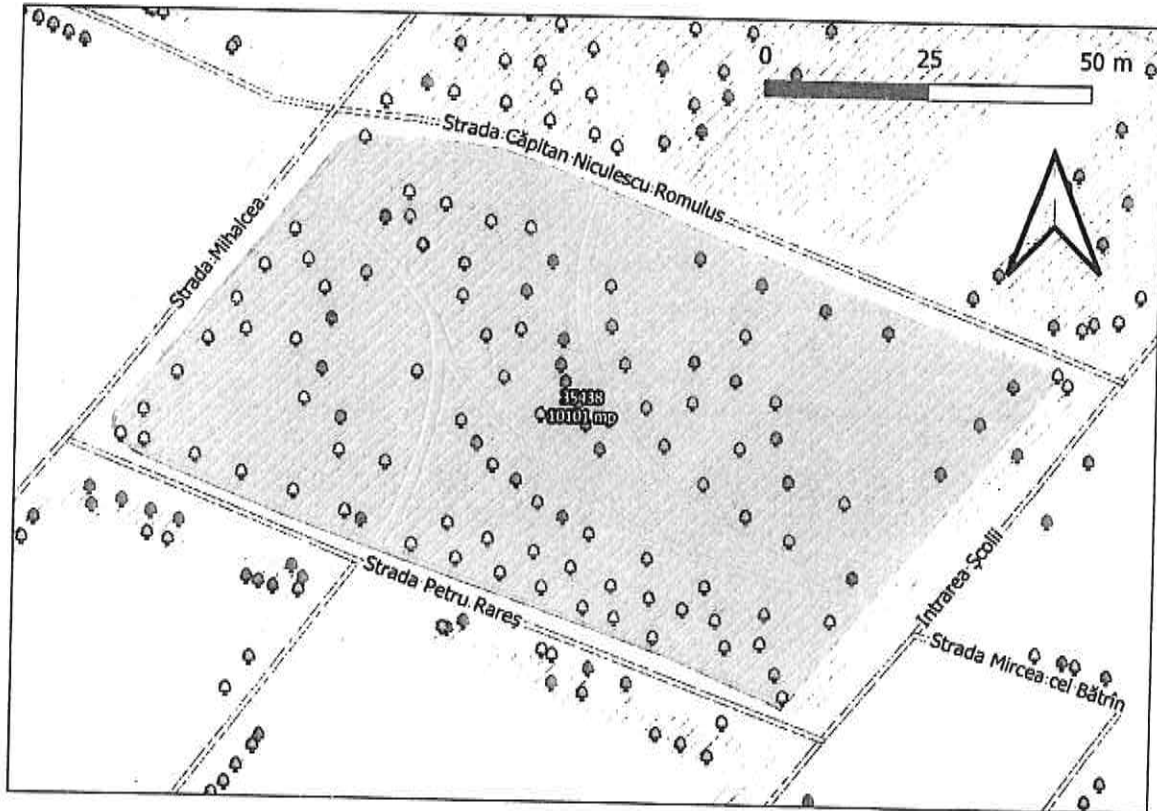 0 25 50 m
Strada Căpitan Niculescu Romulus
Strada Mihalcea
35438
10101 mp
Strada Petru Rareș
Intrarea Școlii
Strada Mircea cel Bătrîn